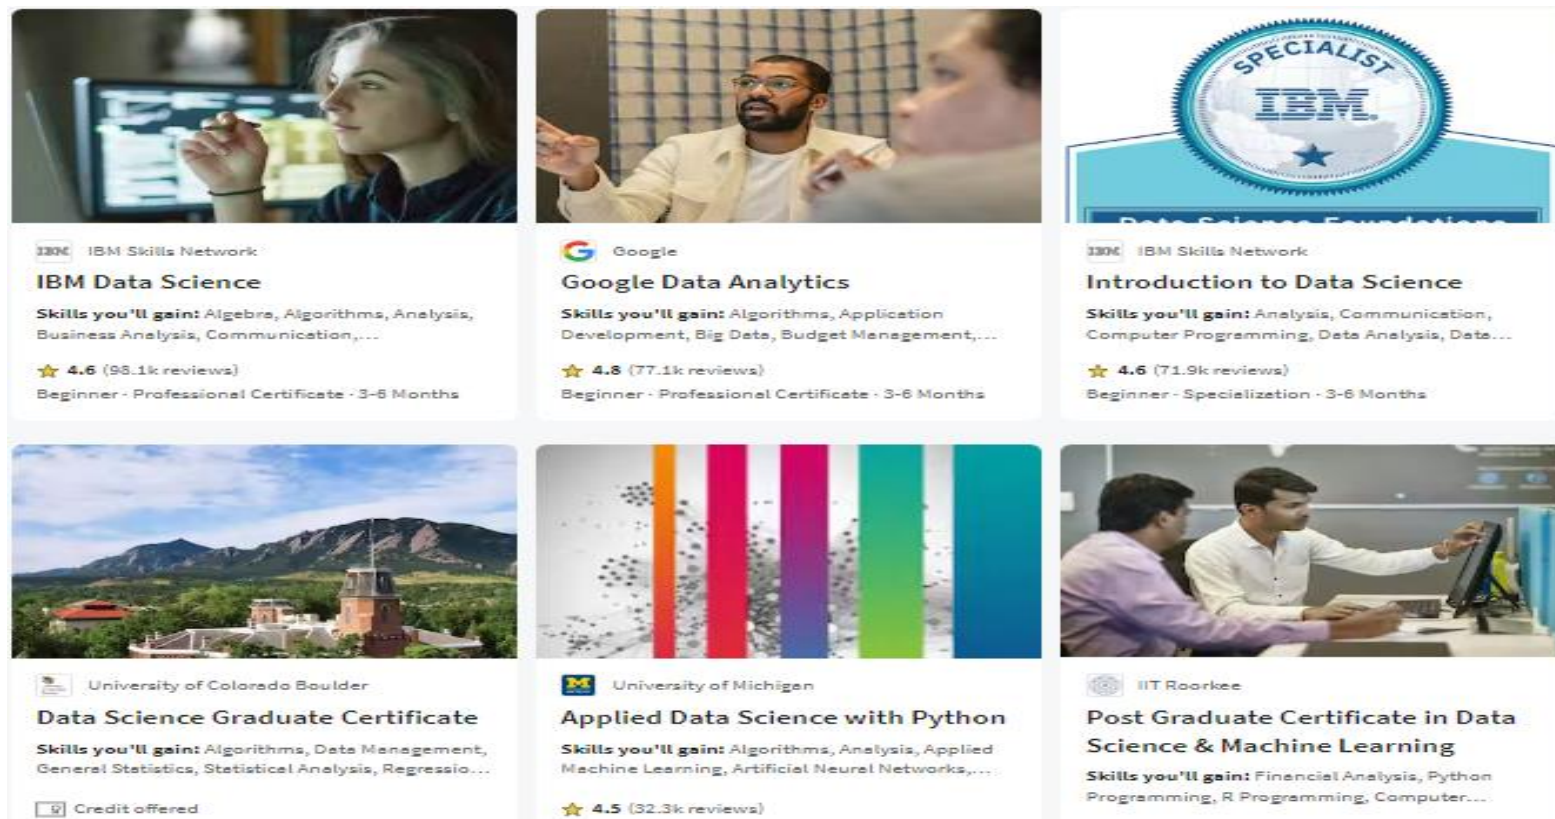 SPECIALIST
IBM.
Data Science Foundations
IBM IBM Skills Network
IBM Data Science
Skills you'll gain: Algebra, Algorithms, Analysis,
Business Analysis, Communication,...
4.6 (98.1k reviews)
Beginner · Professional Certificate · 3-6 Months
G Google
Google Data Analytics
Skills you'll gain: Algorithms, Application
Development, Big Data, Budget Management,...
4.8 (77.1k reviews)
Beginner · Professional Certificate · 3-6 Months
IBM IBM Skills Network
Introduction to Data Science
Skills you'll gain: Analysis, Communication,
Computer Programming, Data Analysis, Data...
4.6 (71.9k reviews)
Beginner · Specialization · 3-6 Months
University of Colorado Boulder
Data Science Graduate Certificate
Skills you'll gain: Algorithms, Data Management,
General Statistics, Statistical Analysis, Regressio...
Credit offered
M University of Michigan
Applied Data Science with Python
Skills you'll gain: Algorithms, Analysis, Applied
Machine Learning, Artificial Neural Networks,...
4.5 (32.3k reviews)
IIT Roorkee
Post Graduate Certificate in Data
Science & Machine Learning
Skills you'll gain: Financial Analysis, Python
Programming, R Programming, Computer...